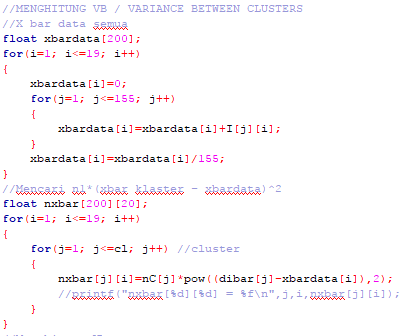 //MENGHITUNG VB / VARIANCE BETWEEN CLUSTERS
//X bar data semua
float xbardata[200];
for(i=1; i<=19; i++)
{
xbardata[i]=0;
for(j=1; j<=155; j++)
{
xbardata[i]=xbardata[i]+I[j][i];
}
xbardata[i]=xbardata[i]/155;
}
//Mencari n1*(xbar klaster - xbardata)^2
float nxbar[200][20];
for(i=1; i<=19; i++)
{
for(j=1; j<=cl; j++) //cluster
{
nxbar[j][i]=nC[j]*pow((dibar[j]-xbardata[i]),2);
//printf("nxbar[%d][%d] = %f\n",j,i,nxbar[j][i]);
}
}